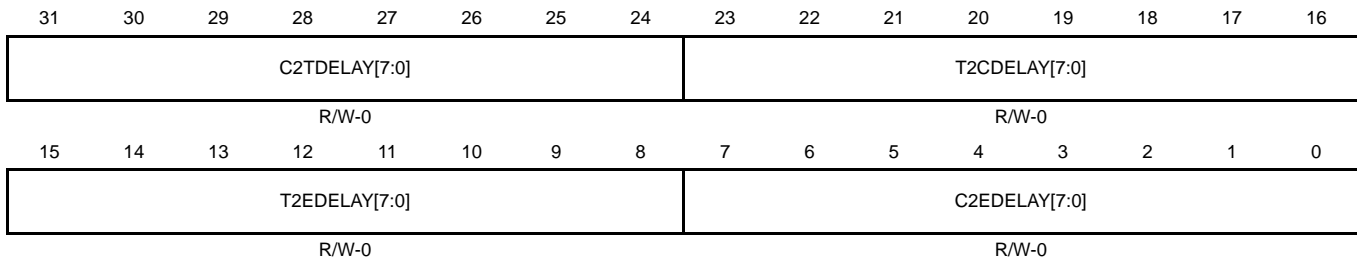 31 30 29 28 27 26 25 24 23 22 21 20 19 18 17 16
C2TDELAY[7:0] T2CDELAY[7:0]
R/W-0 R/W-0
15 14 13 12 11 10 9 8 7 6 5 4 3 2 1 0
T2EDELAY[7:0] C2EDELAY[7:0]
R/W-0 R/W-0